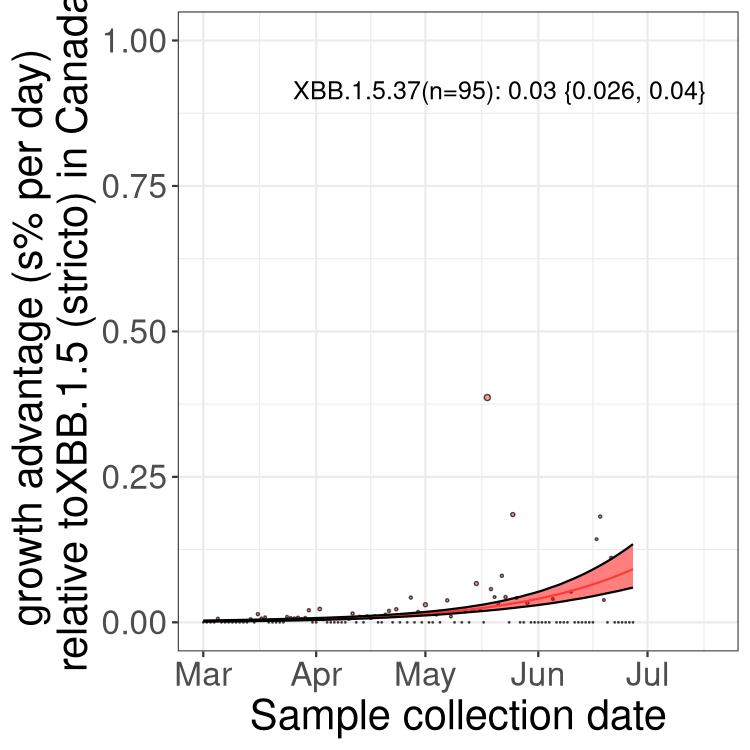 growth advantage (s% per day)
relative toXBB.1.5 (stricto) in Canada
1.00
0.75
0.50
0.25
0.00
XBB.1.5.37(n=95): 0.03 {0.026, 0.04}
Mar Apr May Jun Jul
Sample collection date